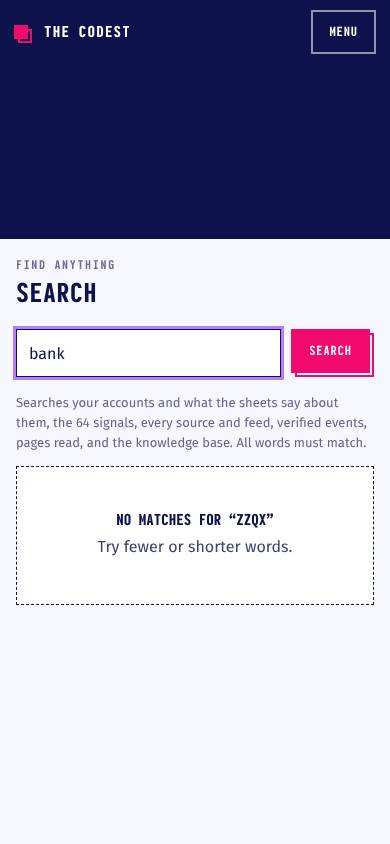 THE CODEST
MENU
FIND ANYTHING
SEARCH
bank
SEARCH
Searches your accounts and what the sheets say about
them, the 64 signals, every source and feed, verified events,
pages read, and the knowledge base. All words must match.
NO MATCHES FOR “ZZQX”
Try fewer or shorter words.